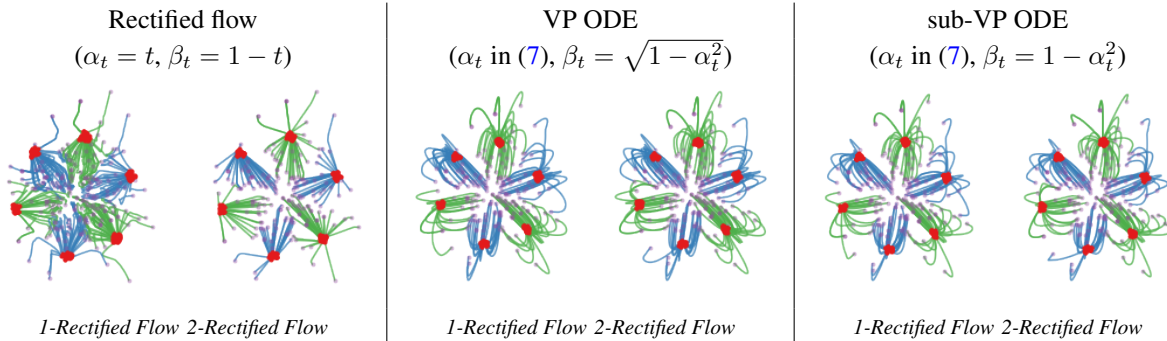 Rectified flow
(αₜ = t, βₜ = 1 − t)
1-Rectified Flow 2-Rectified Flow
VP ODE
(αₜ in (7), βₜ = √(1 − αₜ²))
1-Rectified Flow 2-Rectified Flow
sub-VP ODE
(αₜ in (7), βₜ = 1 − αₜ²)
1-Rectified Flow 2-Rectified Flow